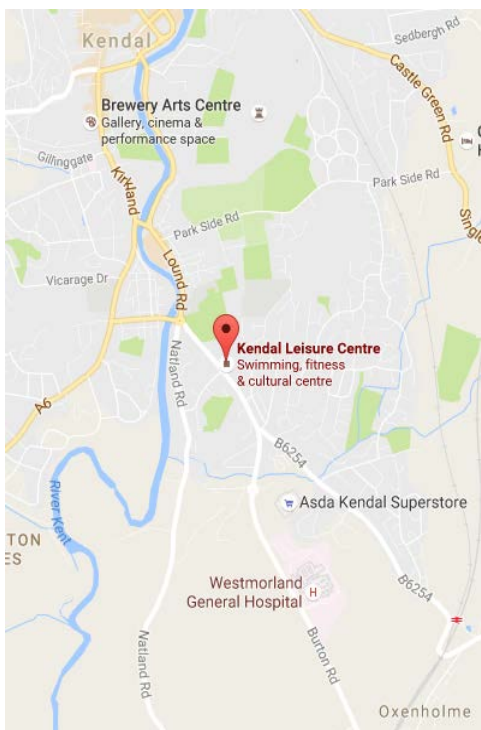 Sedbergh Rd
Kendal
Castle Green Rd
Brewery Arts Centre
Gallery, cinema &
performance space
Gillinggate
Kirkland
Park Side Rd
Park Side Rd
Single
Lound Rd
Vicarage Dr
Kendal Leisure Centre
Swimming, fitness
& cultural centre
Natland Rd
A6
B6254
River Kent
Asda Kendal Superstore
TON
ES
Westmorland
General Hospital
H
B6254
Natland Rd
Burton Rd
Oxenholme